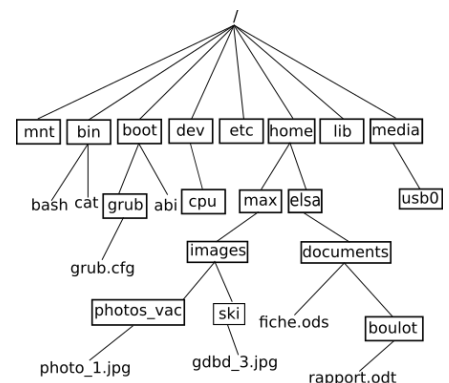 /
mnt bin boot dev etc home lib media
bash cat grub abi cpu max elsa usb0
grub.cfg images documents
photos_vac ski fiche.ods boulot
photo_1.jpg gdbd_3.jpg rapport.odt